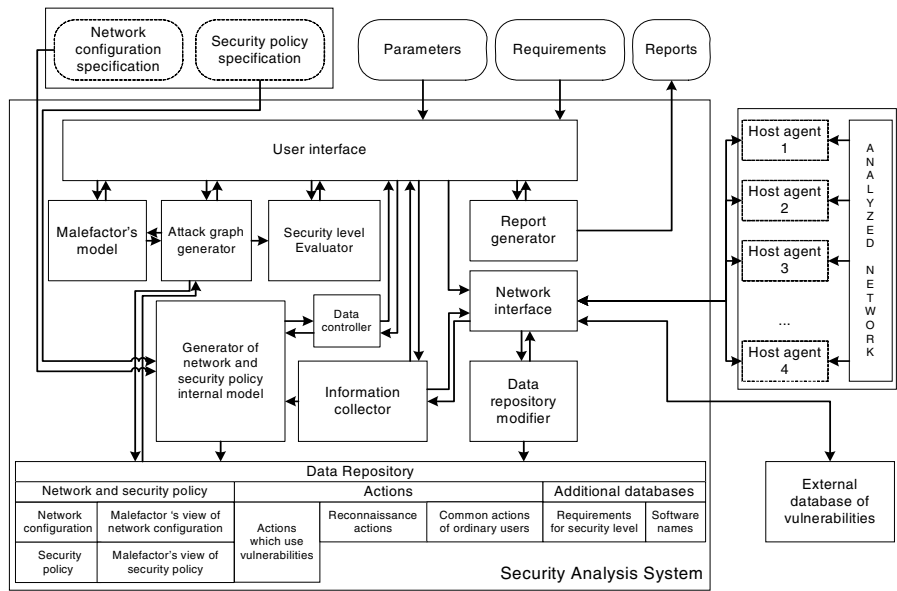 Network
configuration
specification
Security policy
specification
Parameters
Requirements
Reports
User interface
Malefactor's
model
Attack graph
generator
Security level
Evaluator
Report
generator
Host agent
1
Host agent
2
Host agent
3
...
Host agent
4
ANALYZED NETWORK
Generator of
network and
security policy
internal model
Data
controller
Network
interface
Information
collector
Data
repository
modifier
External
database of
vulnerabilities
Data Repository
Network and security policy
Actions
Additional databases
Network
configuration
Malefactor 's view of
network configuration
Actions
which use
vulnerabilities
Reconnaissance
actions
Common actions
of ordinary users
Requirements
for security level
Software
names
Security
policy
Malefactor's view of
security policy
Security Analysis System